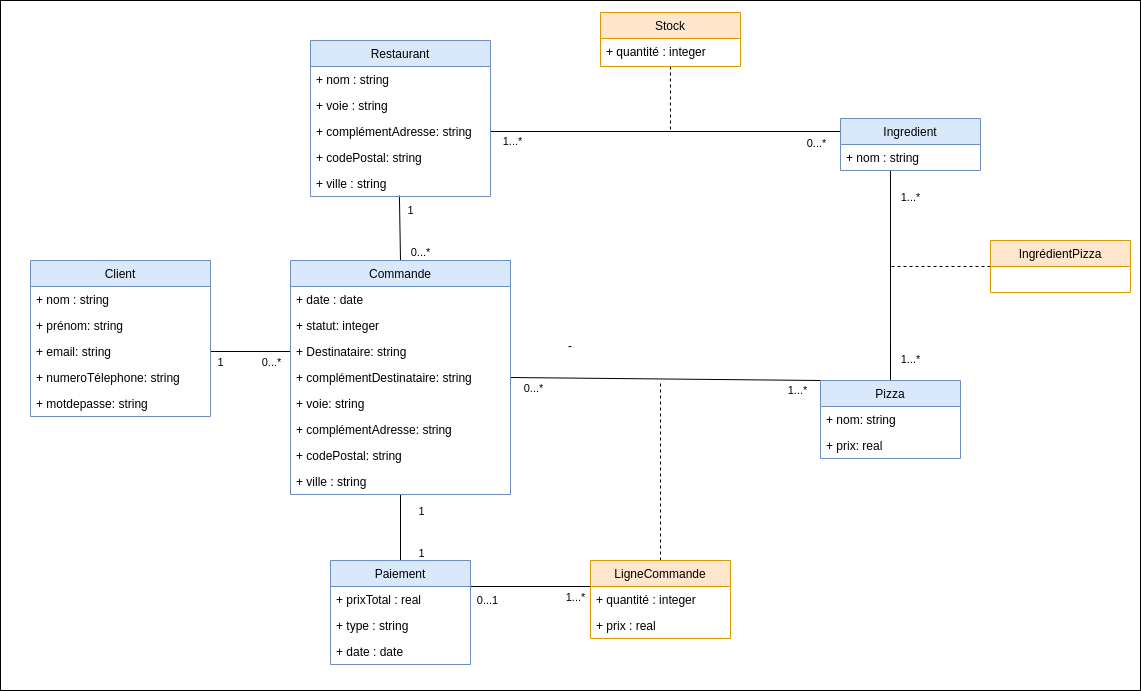 Stock
+ quantité : integer
Restaurant
+ nom : string
+ voie : string
+ complémentAdresse: string
+ codePostal: string
+ ville : string
1...*
0...*
Ingredient
+ nom : string
1...*
1
0...*
IngrédientPizza
Client
+ nom : string
+ prénom: string
+ email: string
+ numeroTélephone: string
+ motdepasse: string
1
0...*
Commande
+ date : date
+ statut: integer
+ Destinataire: string
+ complémentDestinataire: string
+ voie: string
+ complémentAdresse: string
+ codePostal: string
+ ville : string
-
0...*
1...*
1...*
Pizza
+ nom: string
+ prix: real
1
1
Paiement
+ prixTotal : real
+ type : string
+ date : date
0...1
1...*
LigneCommande
+ quantité : integer
+ prix : real